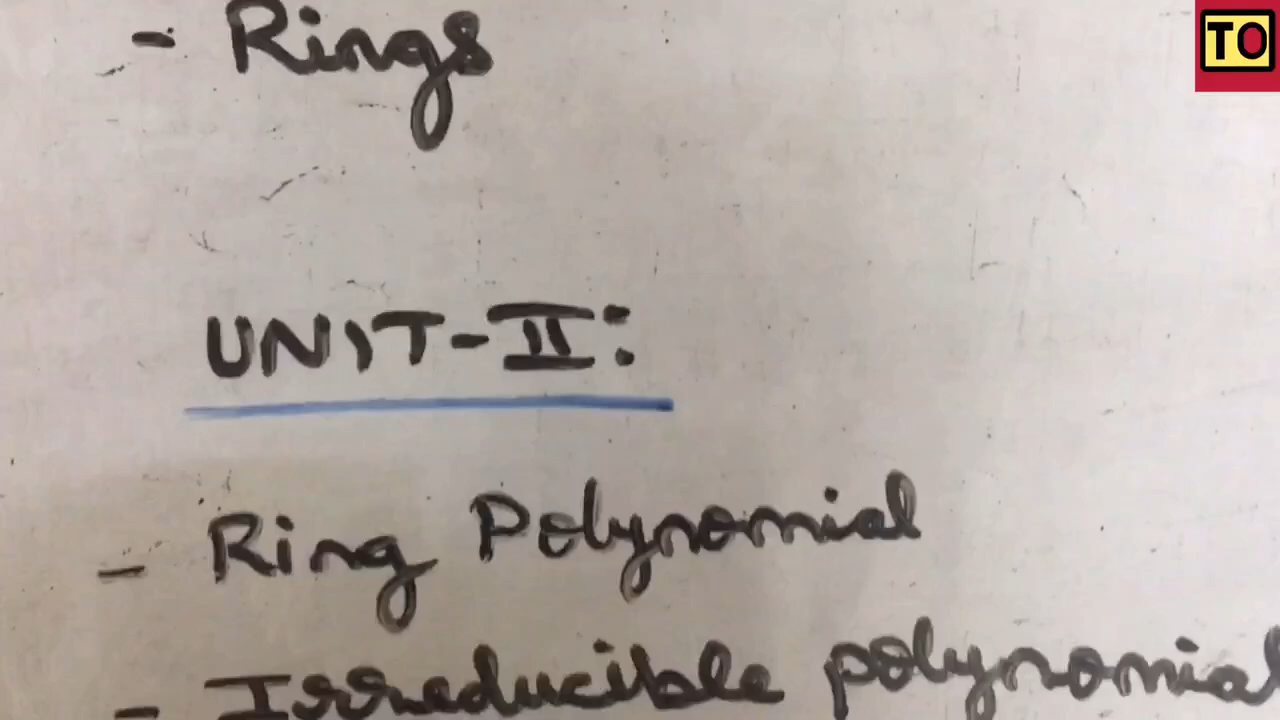 TO
- Rings
UNIT-II:
- Ring Polynomial
- Irreducible polynomial